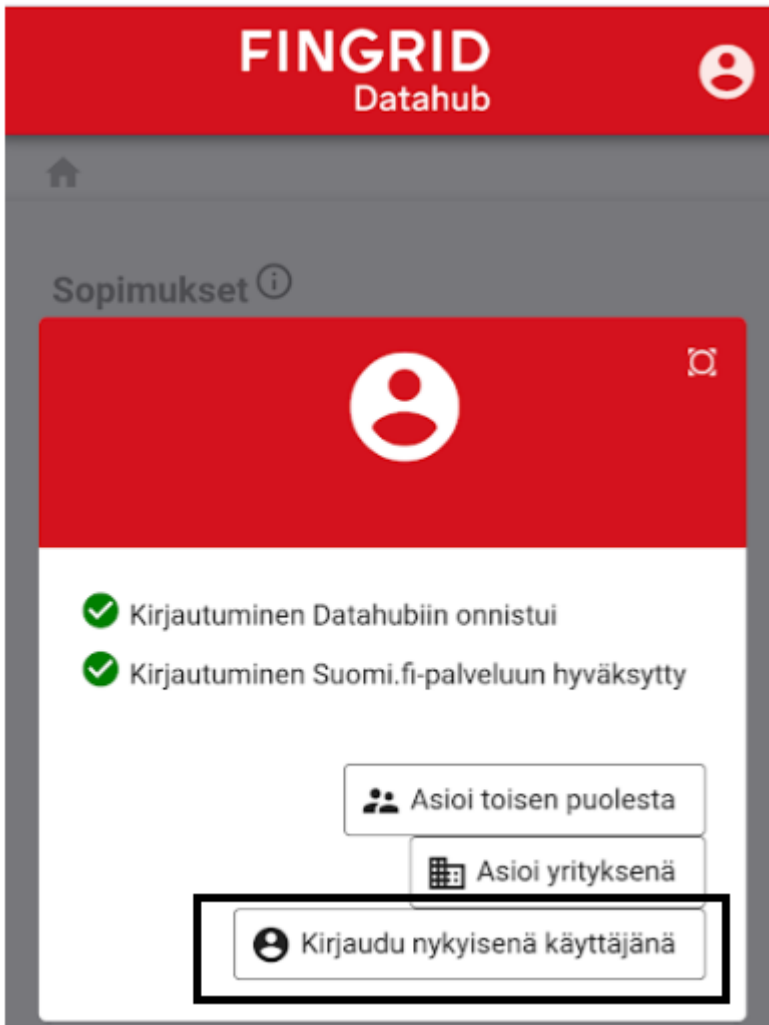 FINGRID
Datahub
Sopimukset
Kirjautuminen Datahubiin onnistui
Kirjautuminen Suomi.fi-palveluun hyväksytty
Asioi toisen puolesta
Asioi yrityksenä
Kirjaudu nykyisenä käyttäjänä